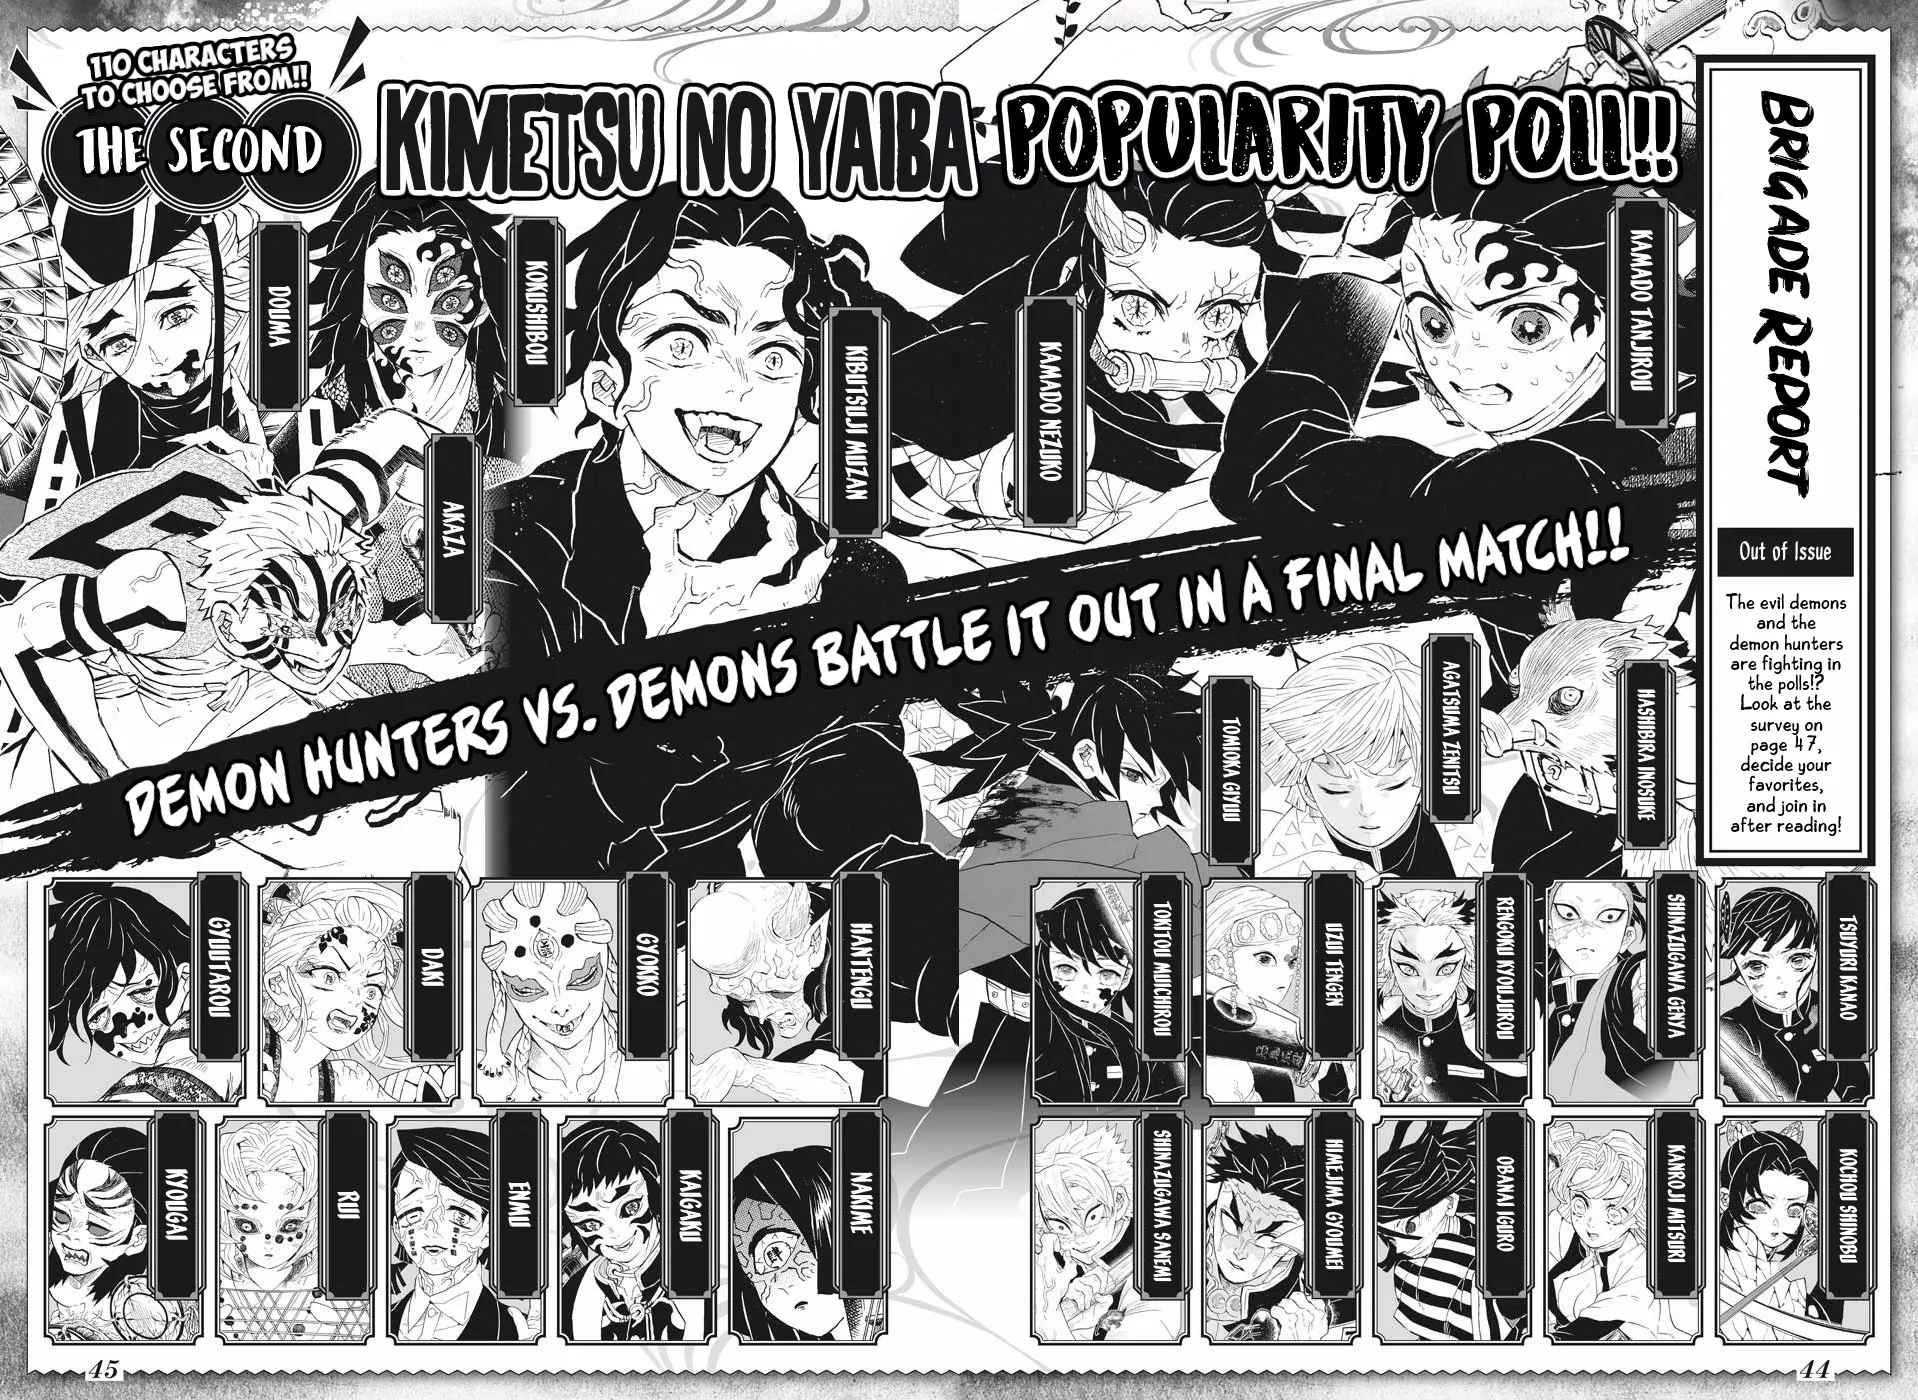 110 CHARACTERS
TO CHOOSE FROM!!
THE SECOND
KIMETSU NO YAIBA POPULARITY POLL!!
BRIGADE REPORT
Out of Issue
The evil demons
and the
demon hunters
are fighting in
the polls!?
Look at the
survey on
page 47,
decide your
favorites,
and join in
after reading!
KAMADO TANJIROU
KAMADO NEZUKO
KIBUTSUJI MUZAN
KOKUSHIBOU
DOUMA
AKAZA
DEMON HUNTERS VS. DEMONS BATTLE IT OUT IN A FINAL MATCH!!
HASHIBIRA INOSUKE
AGATSUMA ZENITSU
TOMIOKA GIYUU
TSUYURI KANAO
SHINAZUGAWA GENYA
RENGOKU KYOUJUROU
UZUI TENGEN
TOKITOU MUICHIROU
HANTENGU
GYOKKO
DAKI
GYUUTAROU
KOCHOU SHINOBU
KANROJI MITSURI
OBANAI IGURO
HIMEJIMA GYOUMEI
SHINAZUGAWA SANEMI
NAKIME
KAIGAKU
ENMU
RUI
KYOUGAI
45
44